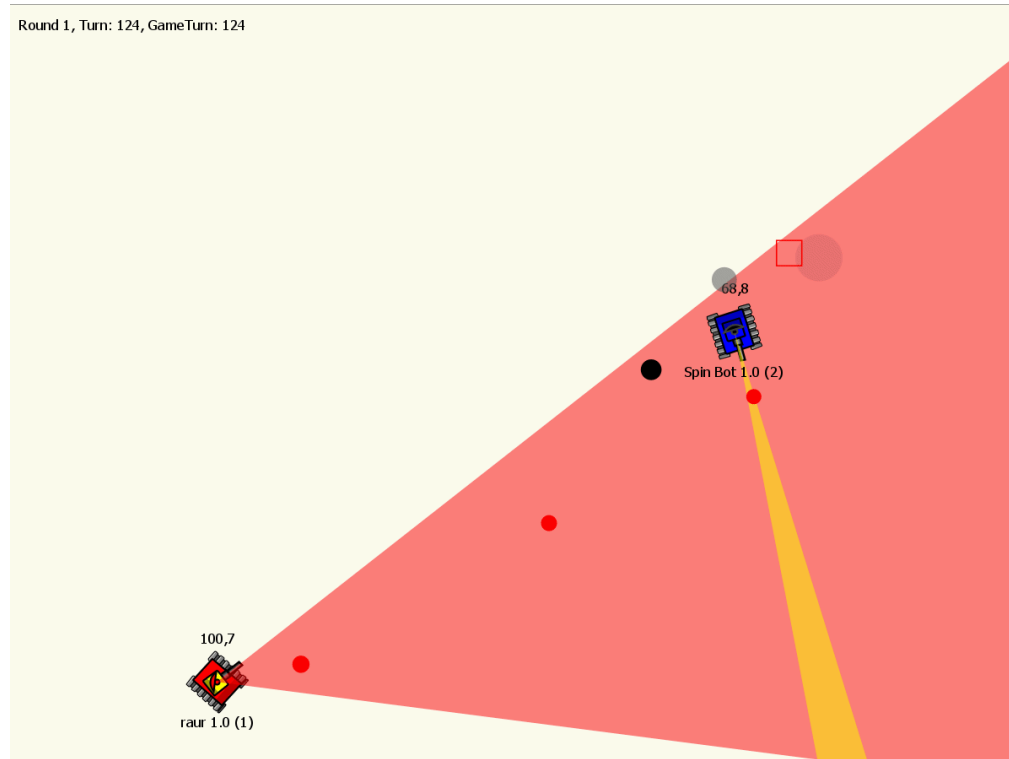 Round 1, Turn: 124, GameTurn: 124
68,8
Spin Bot 1.0 (2)
100,7
raur 1.0 (1)